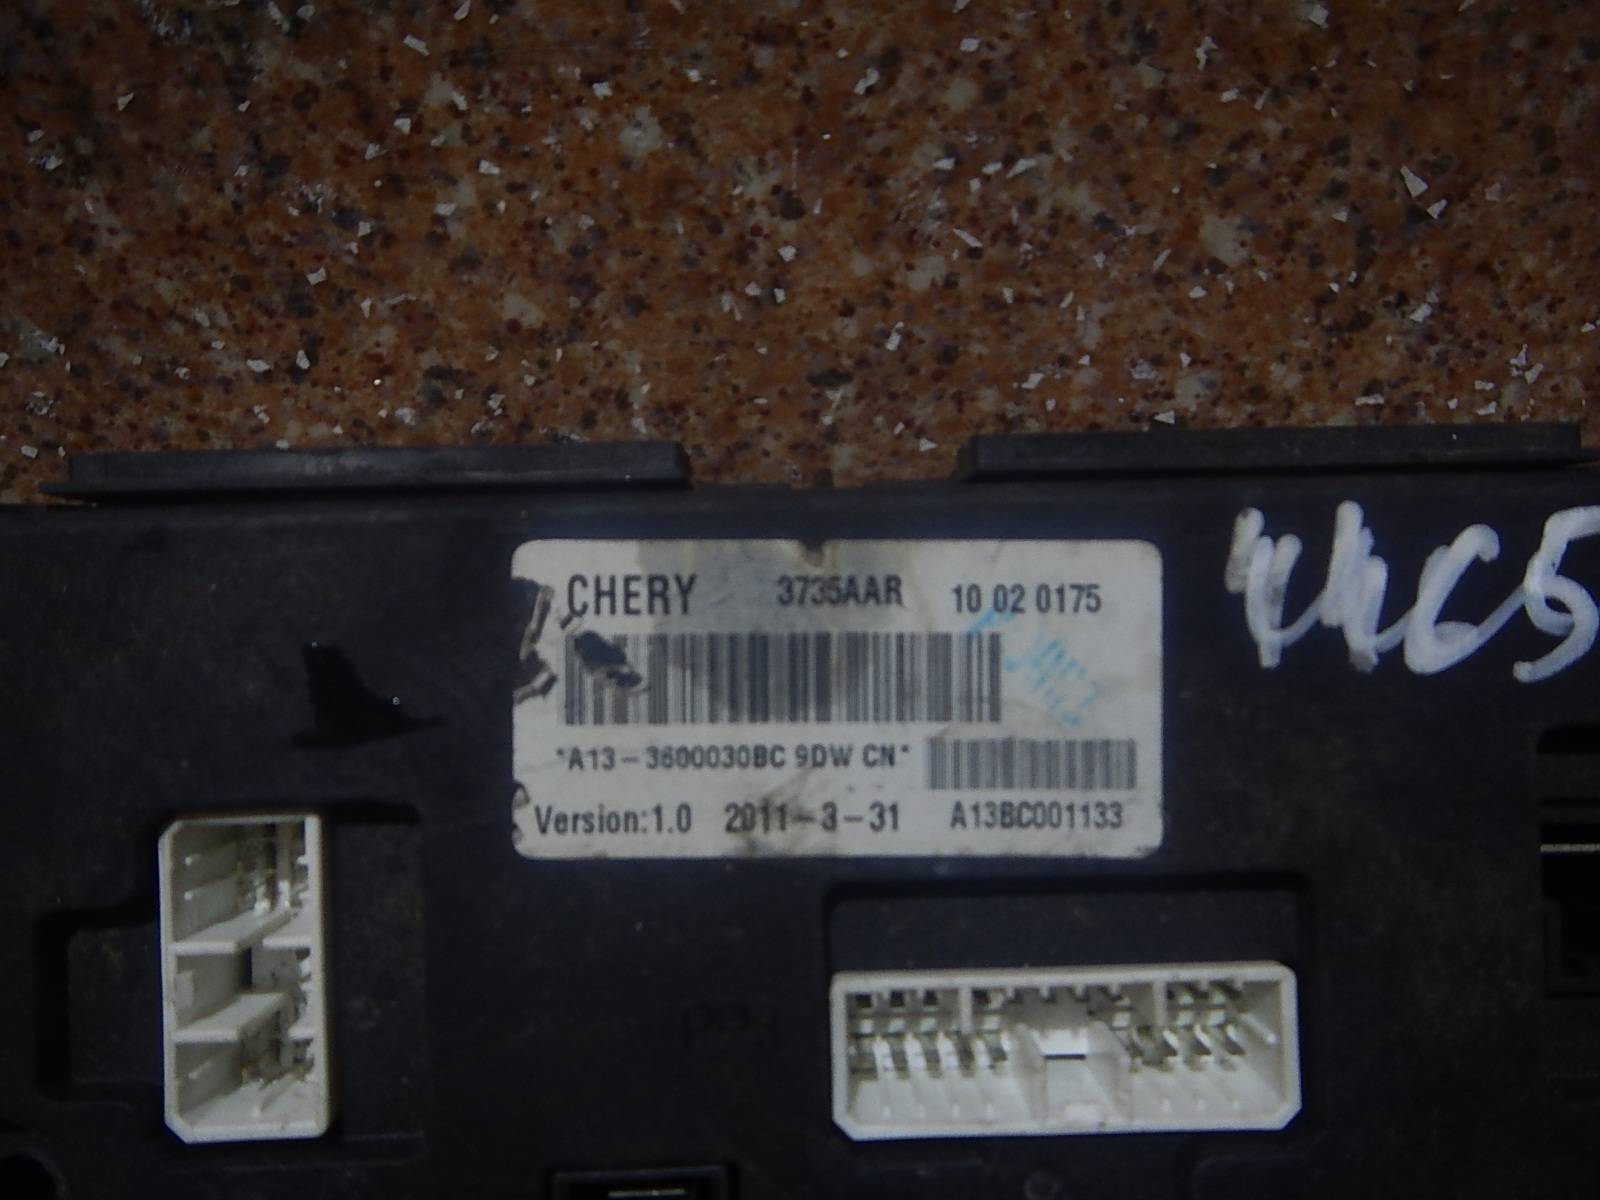 CHERY 3735AAR 10 02 0175
*A13-3600030BC 9DW CN*
Version:1.0 2011-3-31 A13BC001133